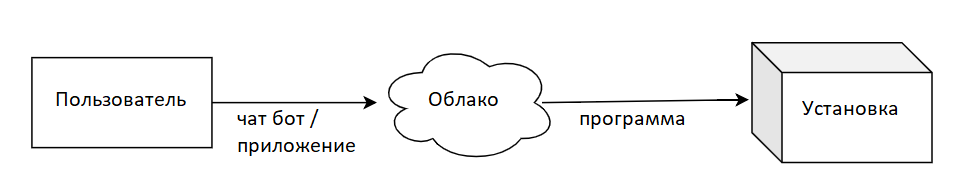 Пользователь
чат бот /
приложение
Облако
программа
Установка